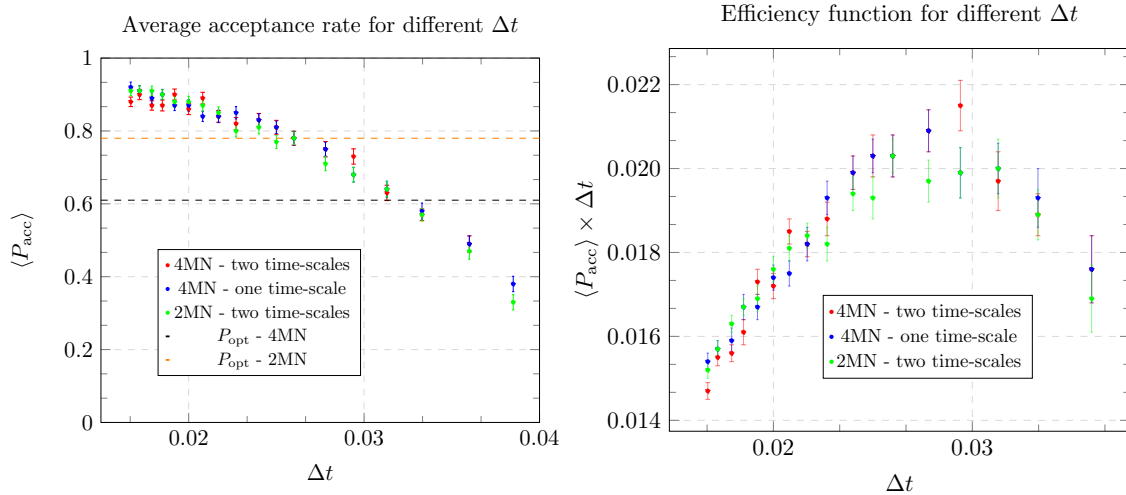 Average acceptance rate for different Δt
1
0.8
0.6
0.4
0.2
0
⟨P_acc⟩
4MN - two time-scales
4MN - one time-scale
2MN - two time-scales
P_opt - 4MN
P_opt - 2MN
0.02 0.03 0.04
Δt
Efficiency function for different Δt
0.022
0.020
0.018
0.016
0.014
⟨P_acc⟩ × Δt
4MN - two time-scales
4MN - one time-scale
2MN - two time-scales
0.02 0.03
Δt